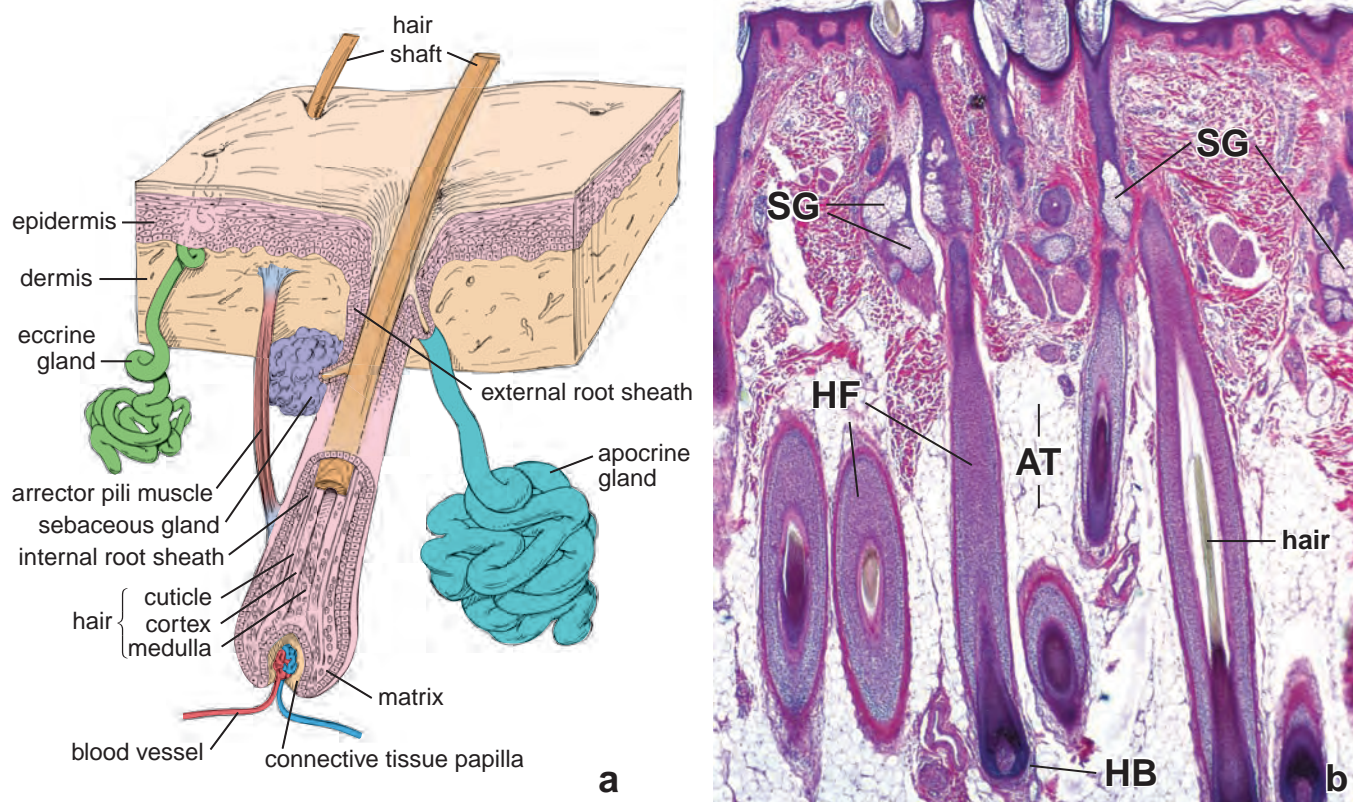 hair
shaft
epidermis
dermis
eccrine
gland
external root sheath
apocrine
gland
arrector pili muscle
sebaceous gland
internal root sheath
hair
cuticle
cortex
medulla
matrix
blood vessel
connective tissue papilla
a
SG
SG
HF
AT
hair
HB
b